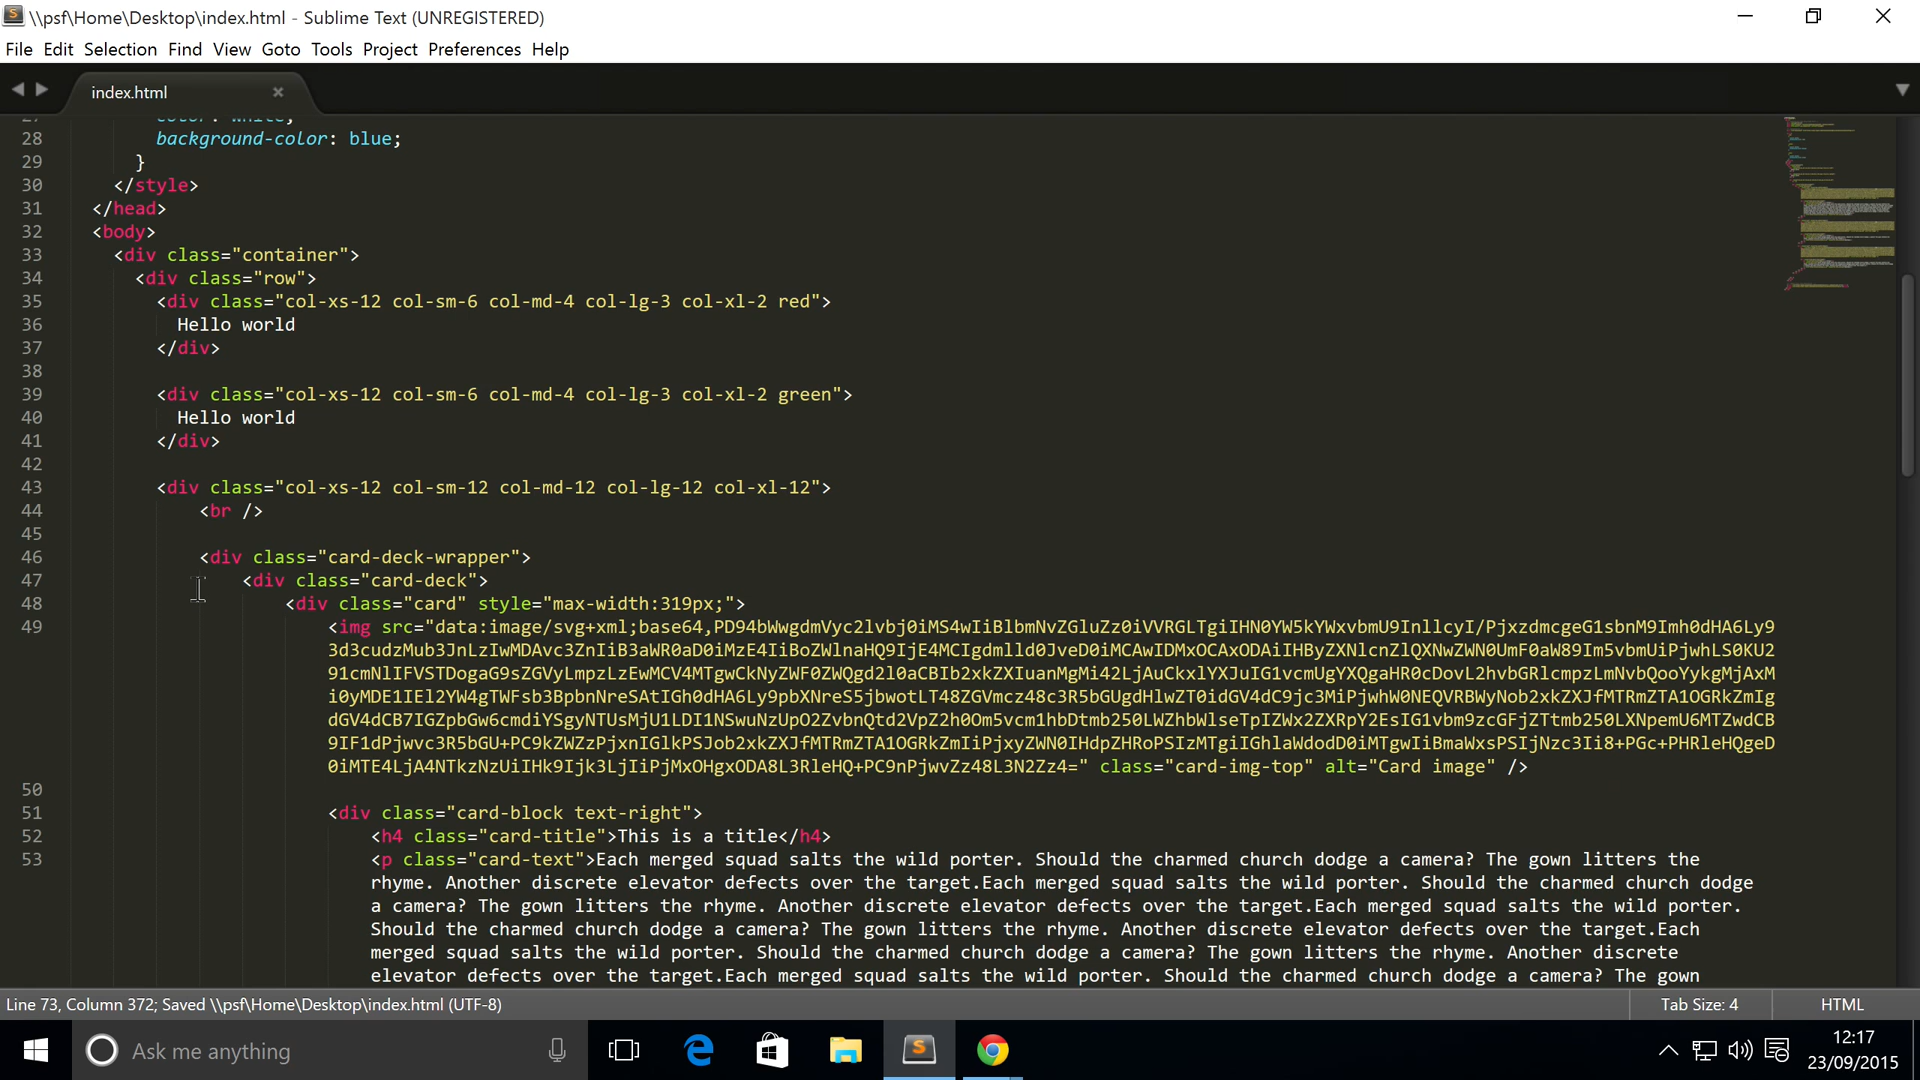 \\psf\Home\Desktop\index.html - Sublime Text (UNREGISTERED)
File Edit Selection Find View Goto Tools Project Preferences Help
index.html
27 color: white;
28 background-color: blue;
29 }
30 </style>
31 </head>
32 <body>
33 <div class="container">
34 <div class="row">
35 <div class="col-xs-12 col-sm-6 col-md-4 col-lg-3 col-xl-2 red">
36 Hello world
37 </div>
38
39 <div class="col-xs-12 col-sm-6 col-md-4 col-lg-3 col-xl-2 green">
40 Hello world
41 </div>
42
43 <div class="col-xs-12 col-sm-12 col-md-12 col-lg-12 col-xl-12">
44 <br />
45
46 <div class="card-deck-wrapper">
47 <div class="card-deck">
48 <div class="card" style="max-width:319px;">
49 <img src="data:image/svg+xml;base64,
class="card-img-top" alt="Card image" />
50
51 <div class="card-block text-right">
52 <h4 class="card-title">This is a title</h4>
53 <p class="card-text">Each merged squad salts the wild porter. Should the charmed church dodge a camera? The gown litters the
rhyme. Another discrete elevator defects over the target.Each merged squad salts the wild porter. Should the charmed church dodge
a camera? The gown litters the rhyme. Another discrete elevator defects over the target.Each merged squad salts the wild porter.
Should the charmed church dodge a camera? The gown litters the rhyme. Another discrete elevator defects over the target.Each
merged squad salts the wild porter. Should the charmed church dodge a camera? The gown litters the rhyme. Another discrete
elevator defects over the target.Each merged squad salts the wild porter. Should the charmed church dodge a camera? The gown
Line 73, Column 372; Saved \\psf\Home\Desktop\index.html (UTF-8)
Tab Size: 4
HTML
Ask me anything
12:17
23/09/2015